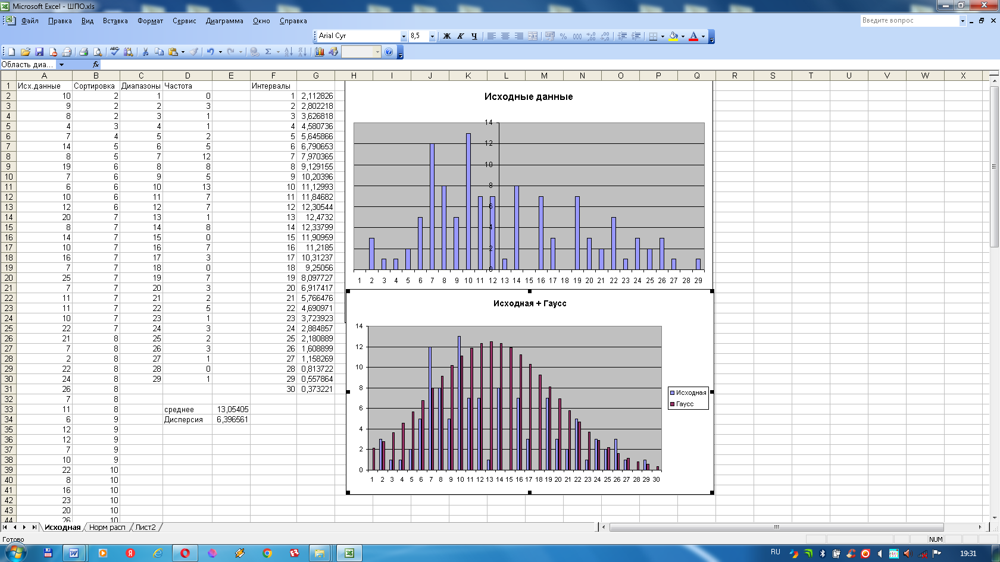 Microsoft Excel - ШПО.xls
Файл Правка Вид Вставка Формат Сервис Диаграмма Окно Справка
Введите вопрос
Arial Cyr 8,5 Ж К Ч % 000
Область диа... fx
A B C D E F G H I J K L M N O P Q R S T U V W X
1 Исх.данные Сортировка Диапазоны Частота Интервалы
2 10 2 1 0 1 2,112826
3 9 2 2 3 2 2,802218
4 8 2 3 1 3 3,626818
5 4 3 4 1 4 4,580736
6 7 4 5 2 5 5,645866
7 14 5 6 5 6 6,790653
8 8 5 7 12 7 7,970365
9 19 6 8 8 8 9,129155
10 7 6 9 5 9 10,20396
11 6 6 10 13 10 11,12993
12 10 6 11 7 11 11,84682
13 12 6 12 7 12 12,30544
14 20 7 13 1 13 12,4732
15 8 7 14 8 14 12,33799
16 14 7 15 0 15 11,90959
17 10 7 16 7 16 11,2185
18 16 7 17 3 17 10,31237
19 7 7 18 0 18 9,25056
20 25 7 19 7 19 8,097727
21 7 7 20 3 20 6,917417
22 11 7 21 2 21 5,766476
23 11 7 22 5 22 4,690971
24 10 7 23 1 23 3,723923
25 22 7 24 3 24 2,884857
26 21 8 25 2 25 2,180889
27 7 8 26 3 26 1,608899
28 2 8 27 1 27 1,158269
29 22 8 28 0 28 0,813722
30 24 8 29 1 29 0,557864
31 26 8 30 0,373221
32 7 8
33 11 8 среднее 13,05405
34 6 9 Дисперсия 6,396561
35 12 9
36 12 9
37 7 9
38 10 9
39 22 10
40 8 10
41 16 10
42 23 10
43 20 10
44 26 10
Исходные данные
14
12
10
8
6
4
2
0
1 2 3 4 5 6 7 8 9 10 11 12 13 14 15 16 17 18 19 20 21 22 23 24 25 26 27 28 29
Исходная + Гаусс
14
12
10
8
6
4
2
0
Исходная
Гаусс
1 2 3 4 5 6 7 8 9 10 11 12 13 14 15 16 17 18 19 20 21 22 23 24 25 26 27 28 29 30
Исходная Норм расп Лист2
Готово NUM
RU 19:31